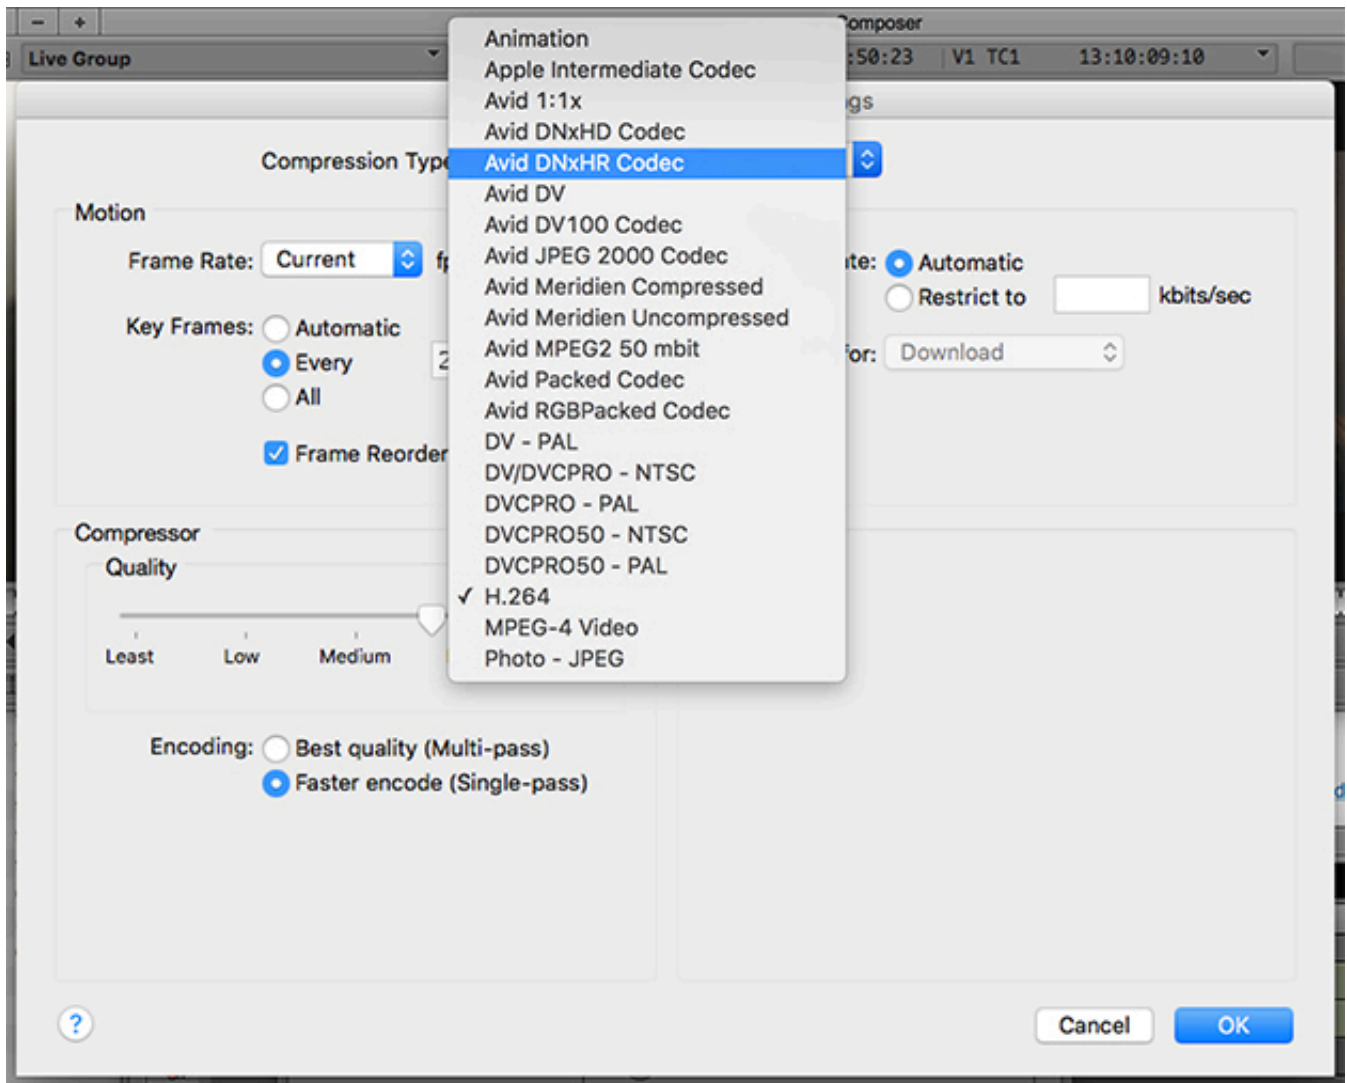 − +
Composer
Live Group
:50:23 V1 TC1 13:10:09:10
gs
Compression Type
Animation
Apple Intermediate Codec
Avid 1:1x
Avid DNxHD Codec
Avid DNxHR Codec
Avid DV
Avid DV100 Codec
Avid JPEG 2000 Codec
Avid Meridien Compressed
Avid Meridien Uncompressed
Avid MPEG2 50 mbit
Avid Packed Codec
Avid RGBPacked Codec
DV - PAL
DV/DVCPRO - NTSC
DVCPRO - PAL
DVCPRO50 - NTSC
DVCPRO50 - PAL
✓ H.264
MPEG-4 Video
Photo - JPEG
Motion
Frame Rate: Current
Key Frames: Automatic
Every 2
All
Frame Reorder
te: Automatic
Restrict to kbits/sec
for: Download
Compressor
Quality
Least Low Medium
Encoding: Best quality (Multi-pass)
Faster encode (Single-pass)
? Cancel OK